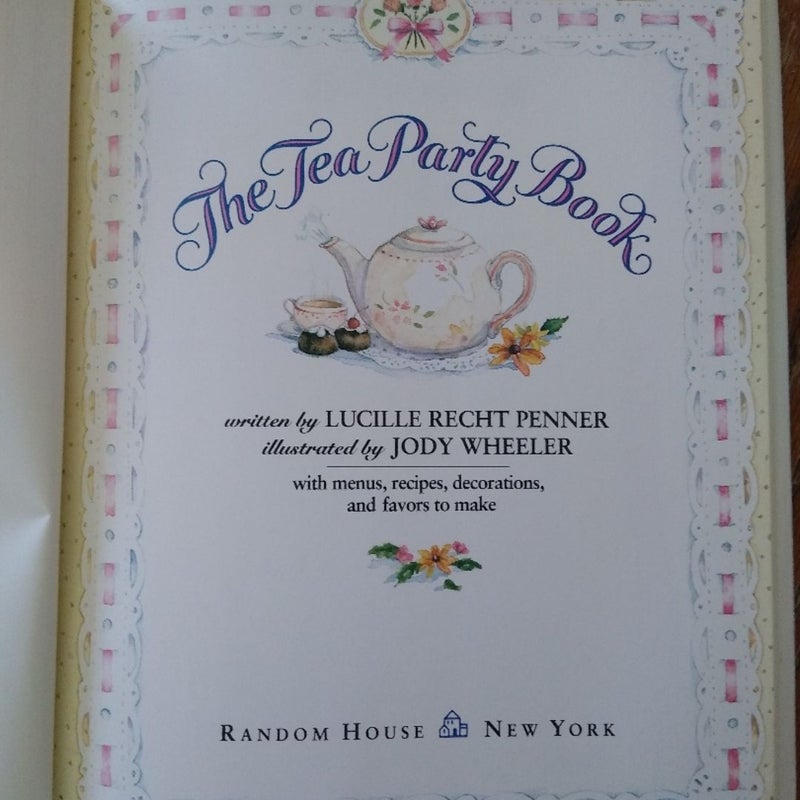 The Tea Party Book
written by LUCILLE RECHT PENNER
illustrated by JODY WHEELER
with menus, recipes, decorations,
and favors to make
RANDOM HOUSE NEW YORK